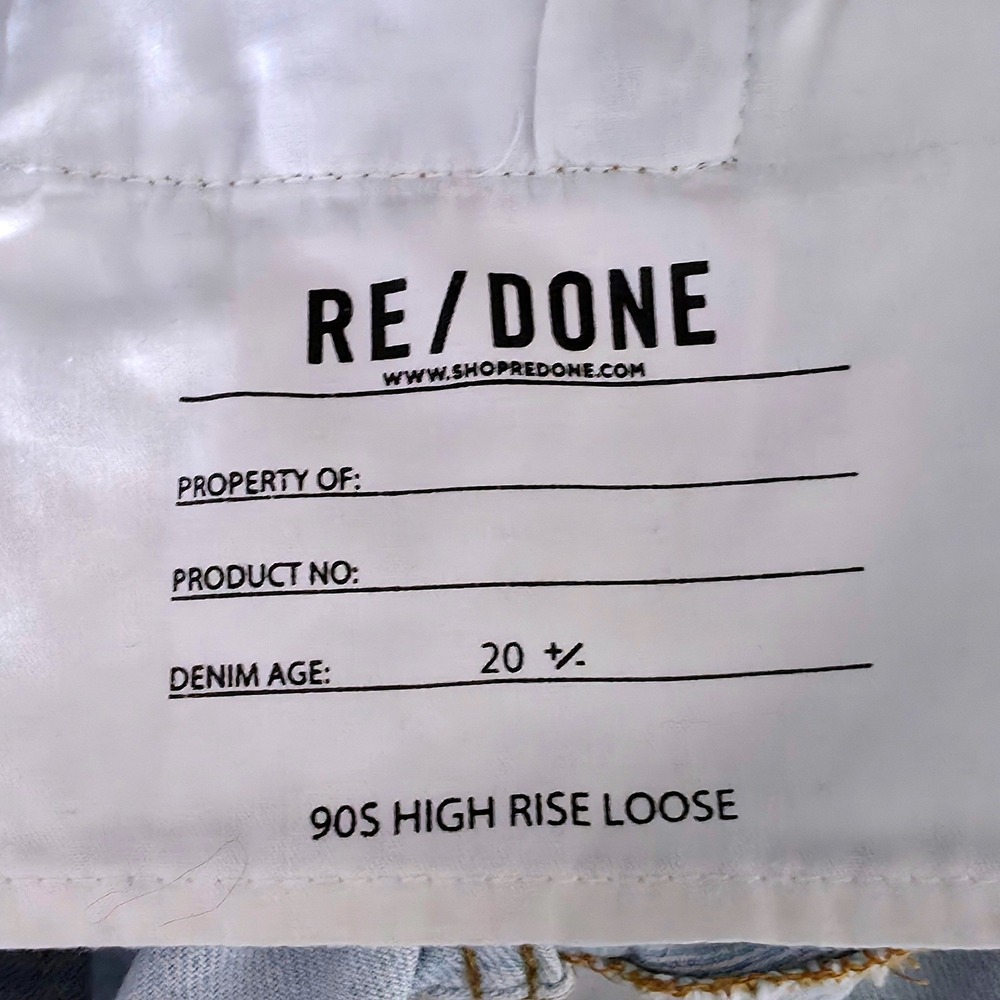 RE/DONE
WWW.SHOPREDONE.COM
PROPERTY OF:
PRODUCT NO:
DENIM AGE: 20 +/-
90S HIGH RISE LOOSE